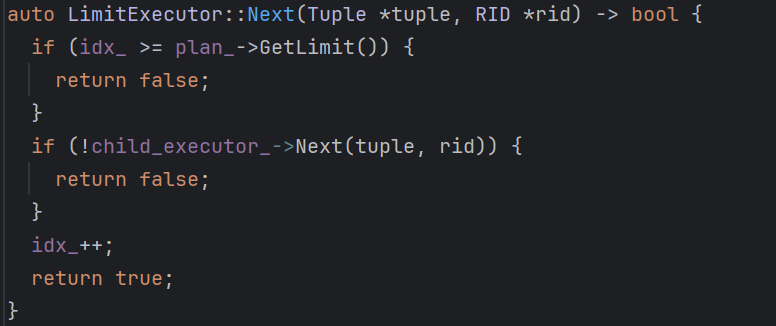 auto LimitExecutor::Next(Tuple *tuple, RID *rid) -> bool {
  if (idx_ >= plan_->GetLimit()) {
    return false;
  }
  if (!child_executor_->Next(tuple, rid)) {
    return false;
  }
  idx_++;
  return true;
}